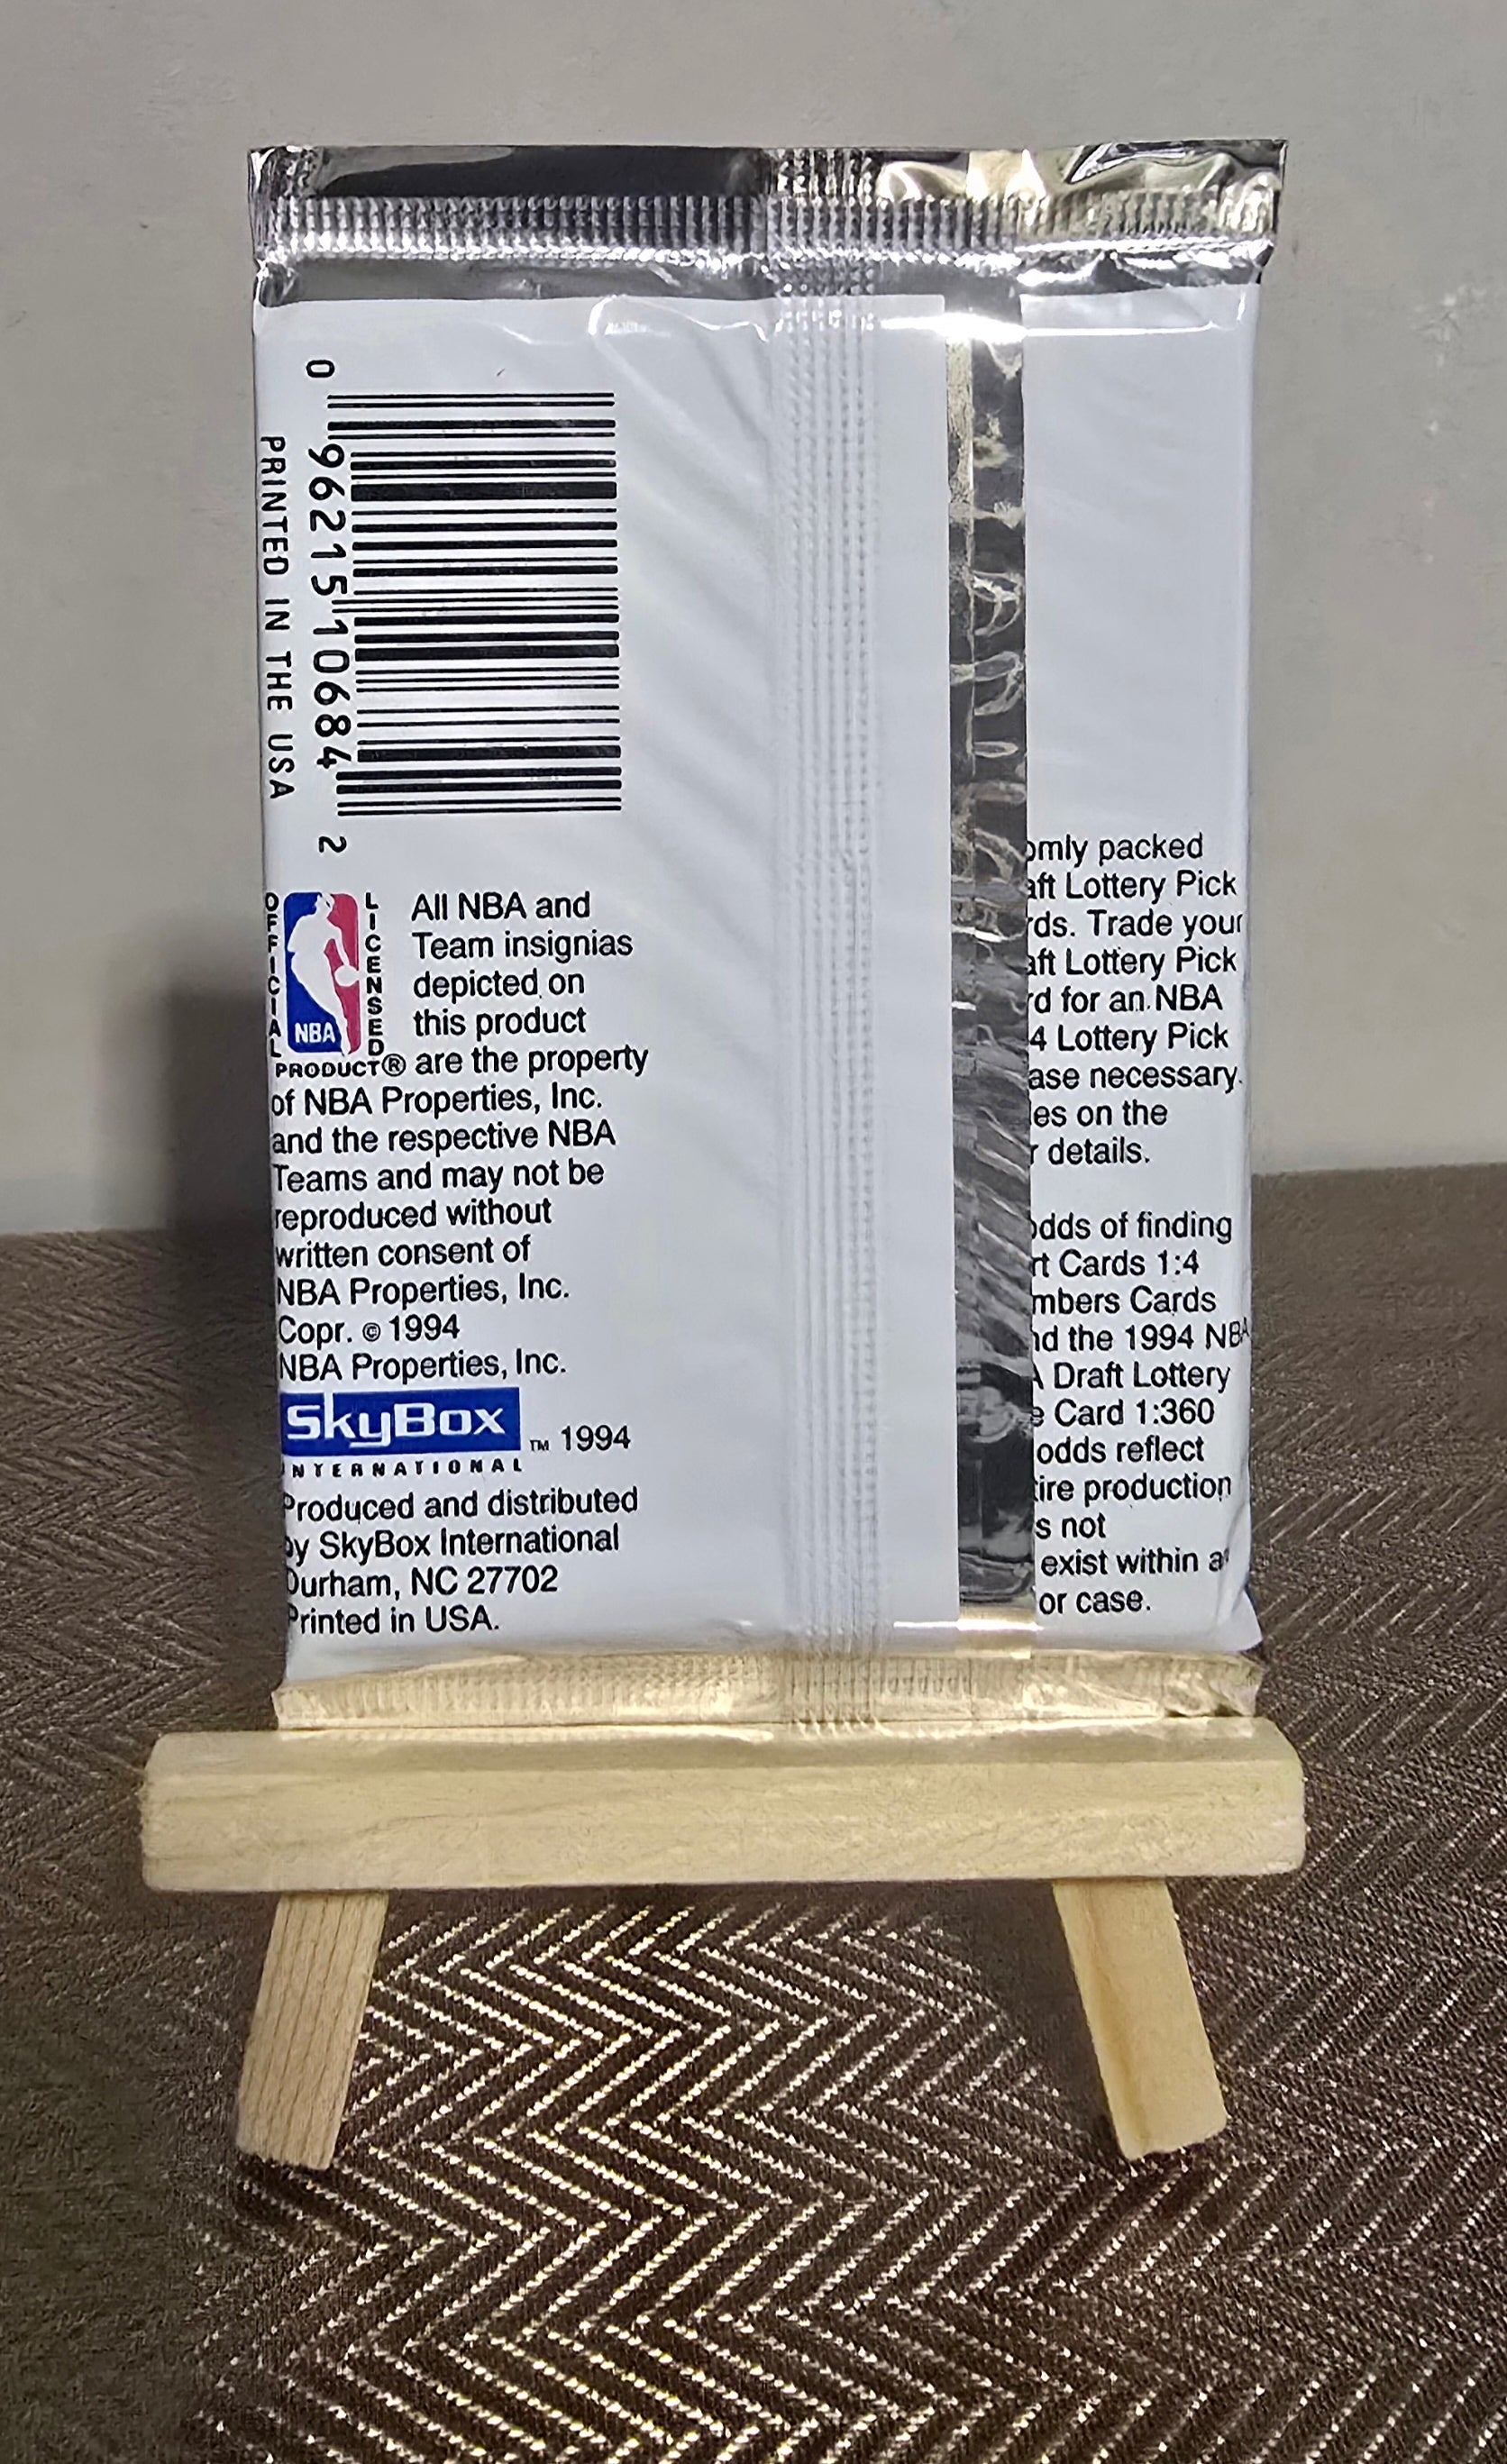 0 96215 10684 2
PRINTED IN THE USA
OFFICIAL
LICENSED
NBA
PRODUCT®
All NBA and
Team insignias
depicted on
this product
are the property
of NBA Properties, Inc.
and the respective NBA
Teams and may not be
reproduced without
written consent of
NBA Properties, Inc.
Copr. © 1994
NBA Properties, Inc.
SkyBox
TM 1994
INTERNATIONAL
Produced and distributed
by SkyBox International
Durham, NC 27702
Printed in USA.
omly packed
aft Lottery Pick
rds. Trade your
aft Lottery Pick
rd for an NBA
4 Lottery Pick
ase necessary.
es on the
r details.
odds of finding
rt Cards 1:4
mbers Cards
nd the 1994 NBA
A Draft Lottery
e Card 1:360
odds reflect
tire production
s not
exist within a
or case.